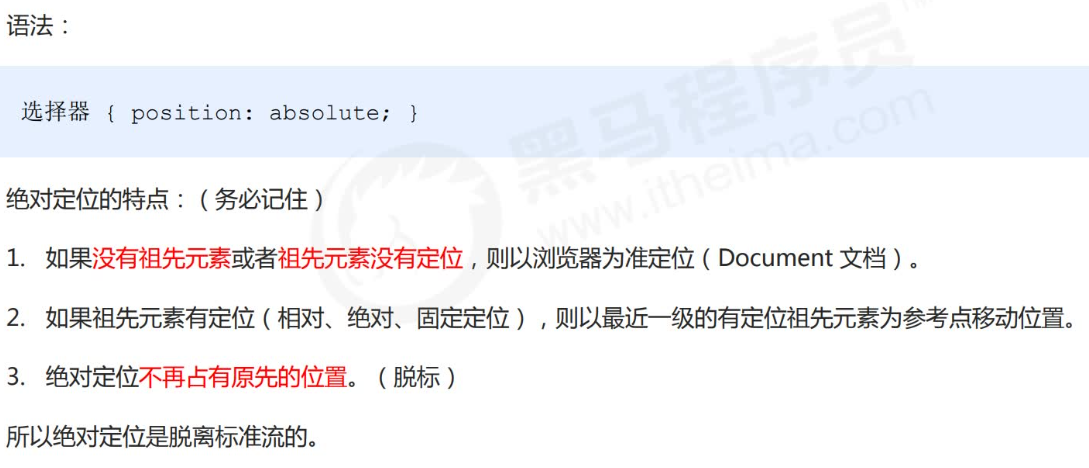 语法：
选择器 { position: absolute; }
绝对定位的特点：（务必记住）
1. 如果没有祖先元素或者祖先元素没有定位，则以浏览器为准定位（Document 文档）。
2. 如果祖先元素有定位（相对、绝对、固定定位），则以最近一级的有定位祖先元素为参考点移动位置。
3. 绝对定位不再占有原先的位置。（脱标）
所以绝对定位是脱离标准流的。
黑马程序员™
www.itheima.com